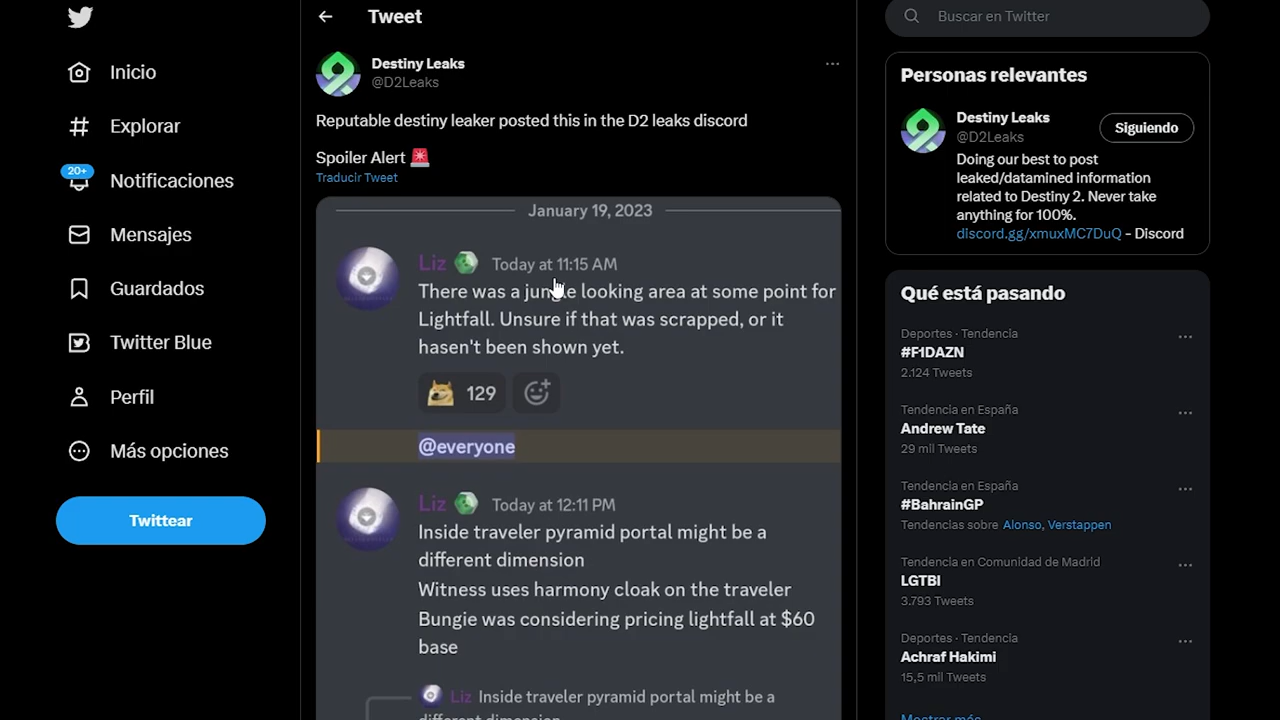 Inicio
Explorar
20+
Notificaciones
Mensajes
Guardados
Twitter Blue
Perfil
Más opciones
Twittear
Tweet
Destiny Leaks
@D2Leaks
Reputable destiny leaker posted this in the D2 leaks discord
Spoiler Alert 🚨
Traducir Tweet
January 19, 2023
Liz Today at 11:15 AM
There was a jungle looking area at some point for
Lightfall. Unsure if that was scrapped, or it
hasen't been shown yet.
129
@everyone
Liz Today at 12:11 PM
Inside traveler pyramid portal might be a
different dimension
Witness uses harmony cloak on the traveler
Bungie was considering pricing lightfall at $60
base
Liz Inside traveler pyramid portal might be a
different dimension
Buscar en Twitter
Personas relevantes
Destiny Leaks
@D2Leaks
Siguiendo
Doing our best to post
leaked/datamined information
related to Destiny 2. Never take
anything for 100%.
discord.gg/xmuxMC7DuQ - Discord
Qué está pasando
Deportes · Tendencia
#F1DAZN
2.124 Tweets
Tendencia en España
Andrew Tate
29 mil Tweets
Tendencia en España
#BahrainGP
Tendencias sobre Alonso, Verstappen
Tendencia en Comunidad de Madrid
LGTBI
3.793 Tweets
Deportes · Tendencia
Achraf Hakimi
15,5 mil Tweets
Mostrar más